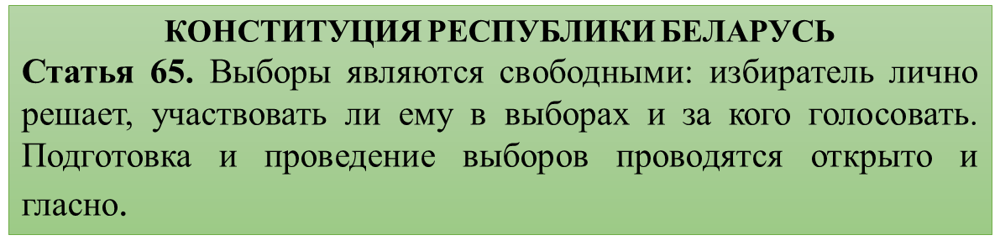 КОНСТИТУЦИЯ РЕСПУБЛИКИ БЕЛАРУСЬ
Статья 65. Выборы являются свободными: избиратель лично
решает, участвовать ли ему в выборах и за кого голосовать.
Подготовка и проведение выборов проводятся открыто и
гласно.